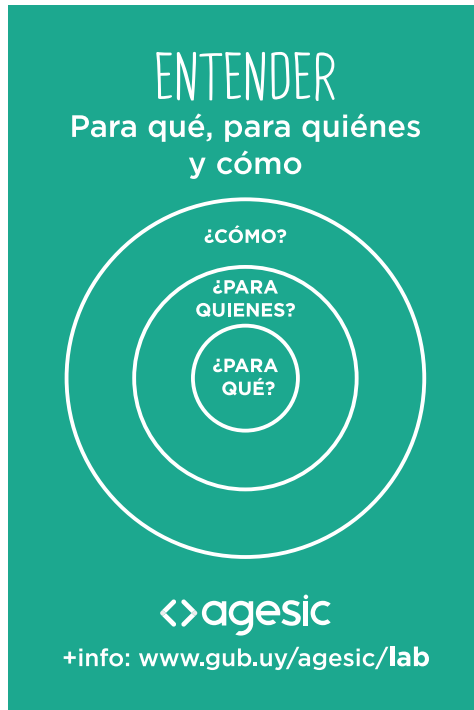 ENTENDER
Para qué, para quiénes
y cómo
¿CÓMO?
¿PARA
QUIENES?
¿PARA
QUÉ?
<>agesic
+info: www.gub.uy/agesic/lab